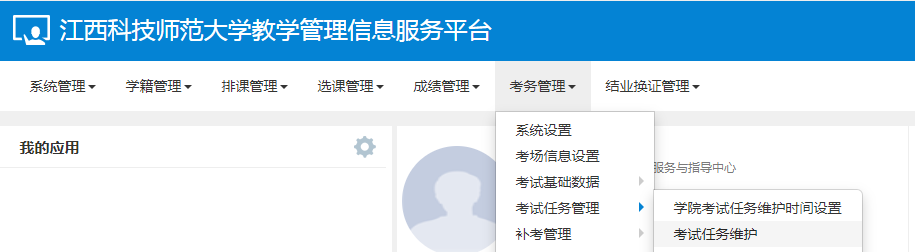 江西科技师范大学教学管理信息服务平台
系统管理 学籍管理 排课管理 选课管理 成绩管理 考务管理 结业换证管理
我的应用
系统设置
考场信息设置
服务与指导中心
考试基础数据
考试任务管理
学院考试任务维护时间设置
补考管理
考试任务维护